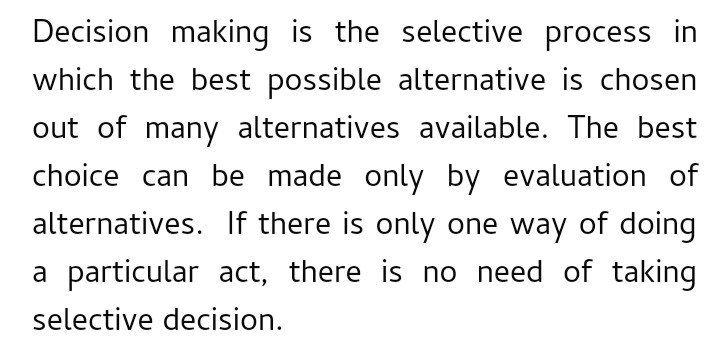 Decision making is the selective process in
which the best possible alternative is chosen
out of many alternatives available. The best
choice can be made only by evaluation of
alternatives.  If there is only one way of doing
a particular act, there is no need of taking
selective decision.